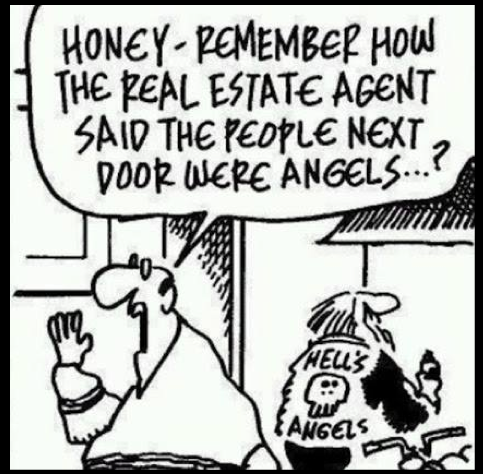 HONEY - REMEMBER HOW
THE REAL ESTATE AGENT
SAID THE PEOPLE NEXT
DOOR WERE ANGELS...?
HELL'S
ANGELS